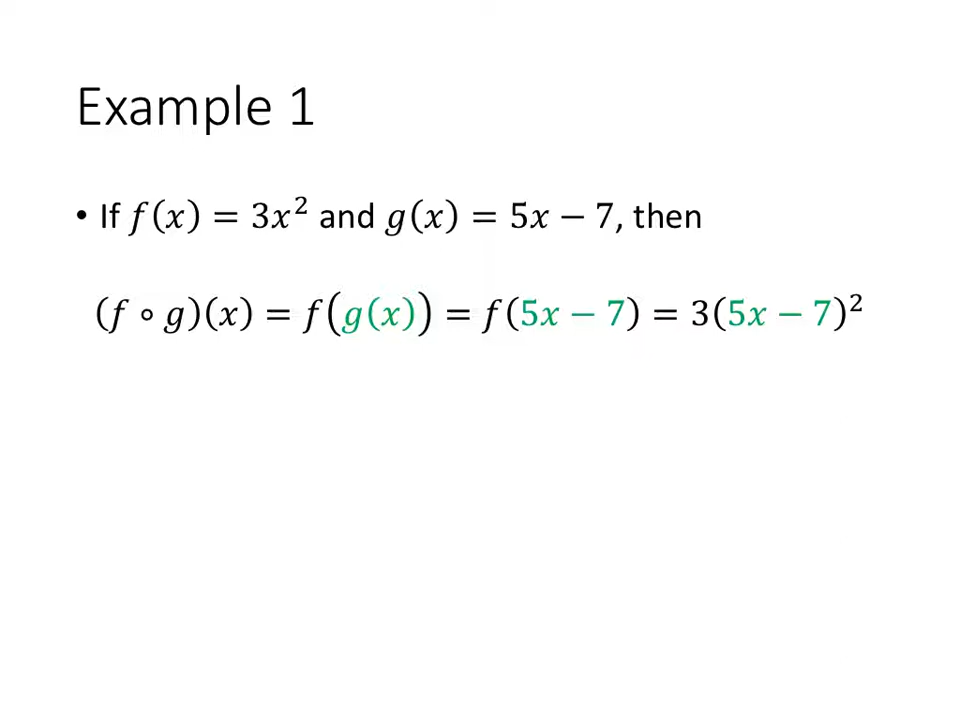 Example 1
• If 𝑓(𝑥) = 3𝑥² and 𝑔(𝑥) = 5𝑥 − 7, then
(𝑓 ∘ 𝑔)(𝑥) = 𝑓(𝑔(𝑥)) = 𝑓(5𝑥 − 7) = 3(5𝑥 − 7)²